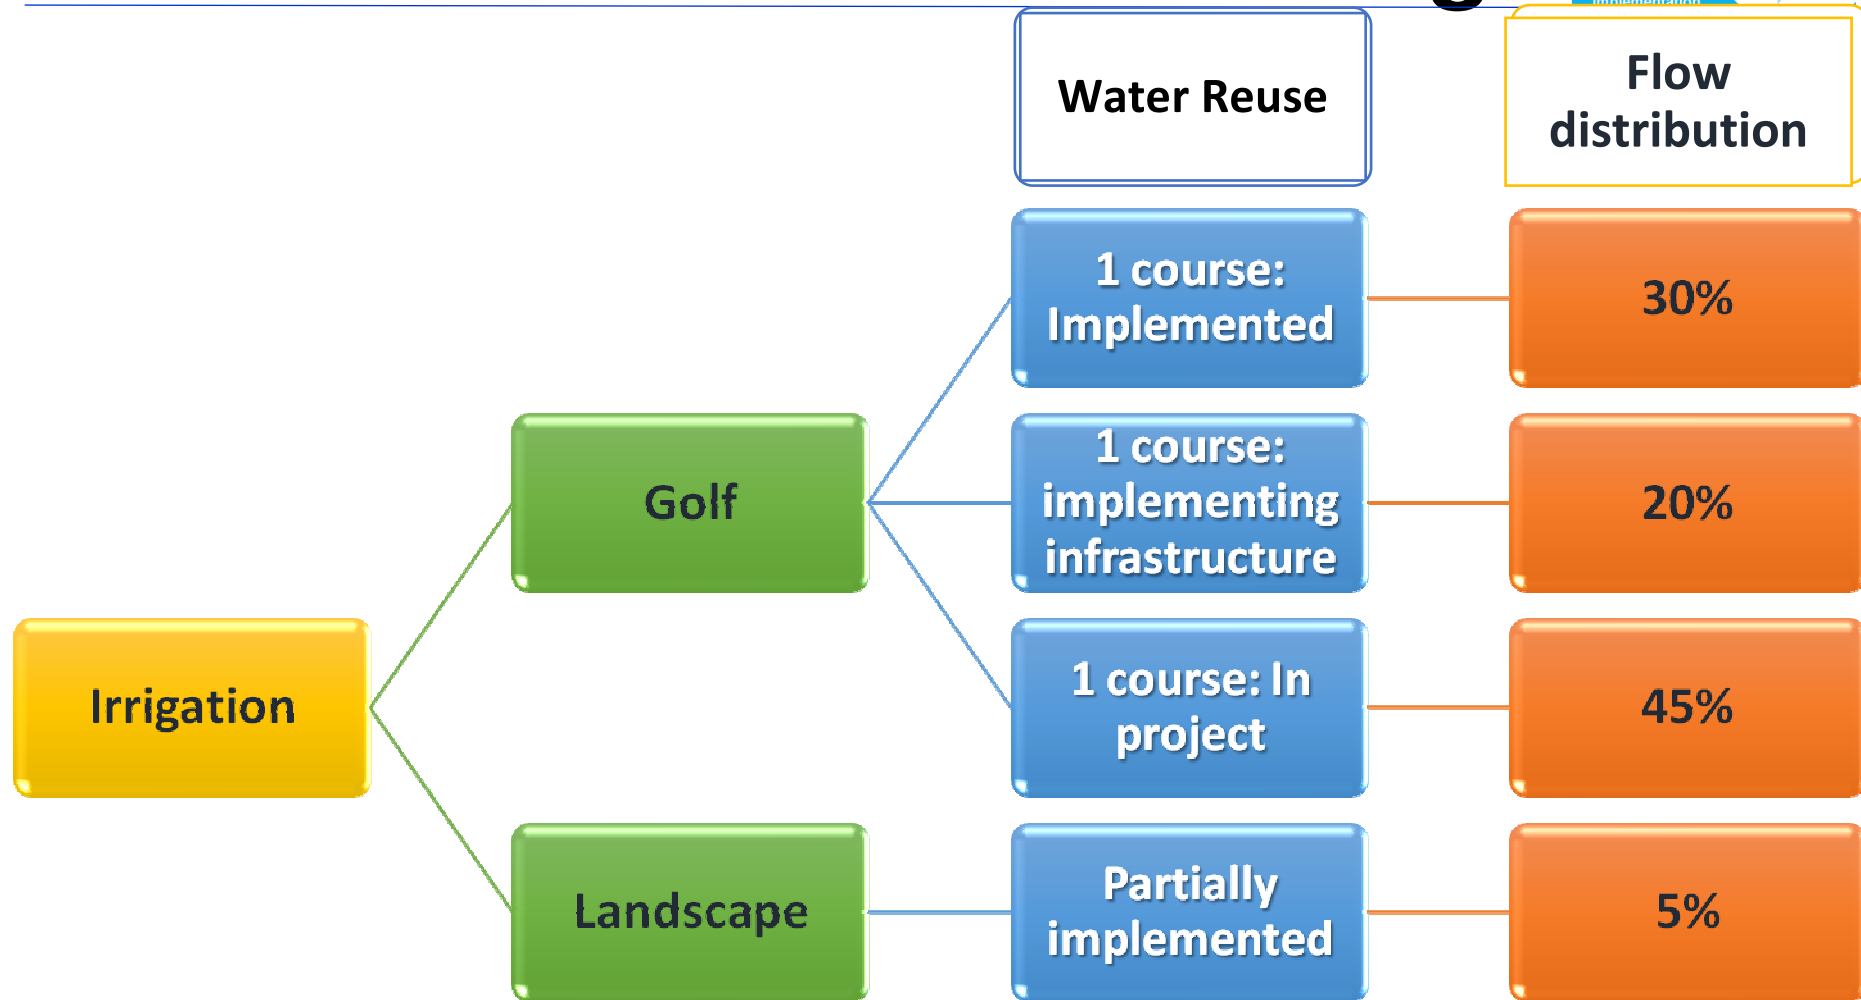 Water Reuse
Flow
distribution
1 course:
Implemented
30%
Golf
1 course:
implementing
infrastructure
20%
Irrigation
1 course: In
project
45%
Landscape
Partially
implemented
5%